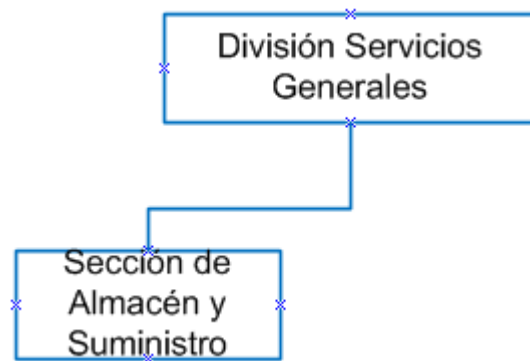 División Servicios
Generales
Sección de
Almacén y
Suministro